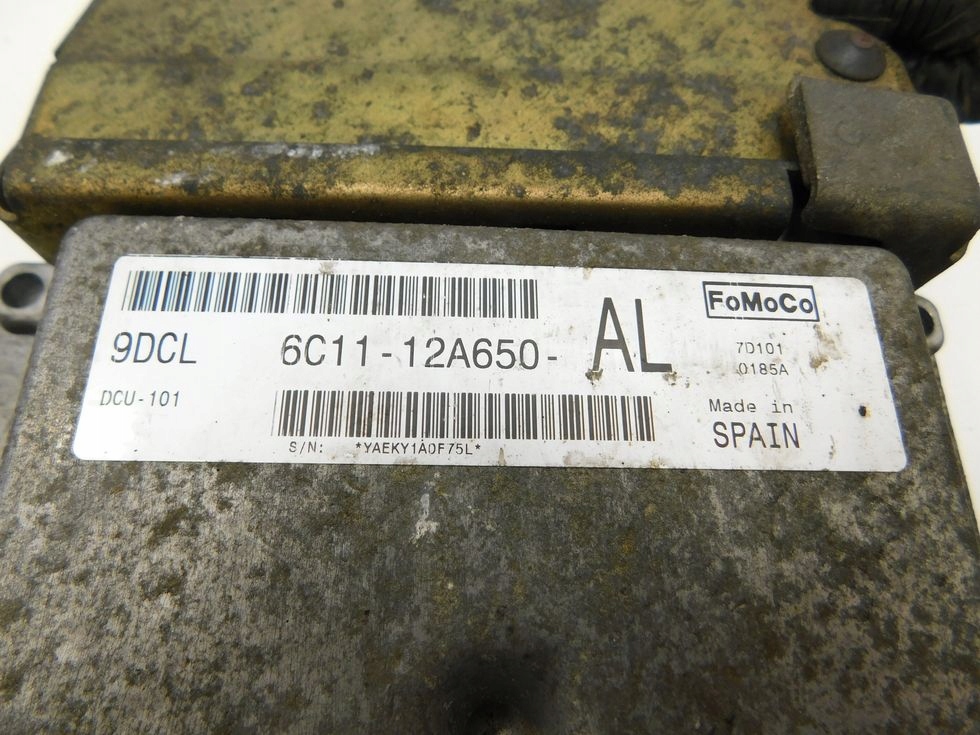 FoMoCo
9DCL 6C11-12A650- AL
7D101
0185A
DCU-101
Made in
SPAIN
S/N: *YAEKY1A0F75L*